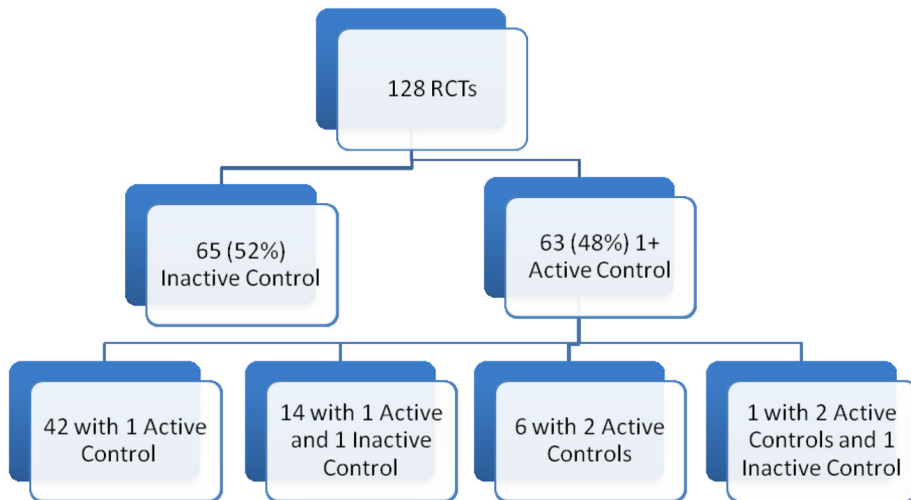 128 RCTs
65 (52%)
Inactive Control
63 (48%) 1+
Active Control
42 with 1 Active
Control
14 with 1 Active
and 1 Inactive
Control
6 with 2 Active
Controls
1 with 2 Active
Controls and 1
Inactive Control